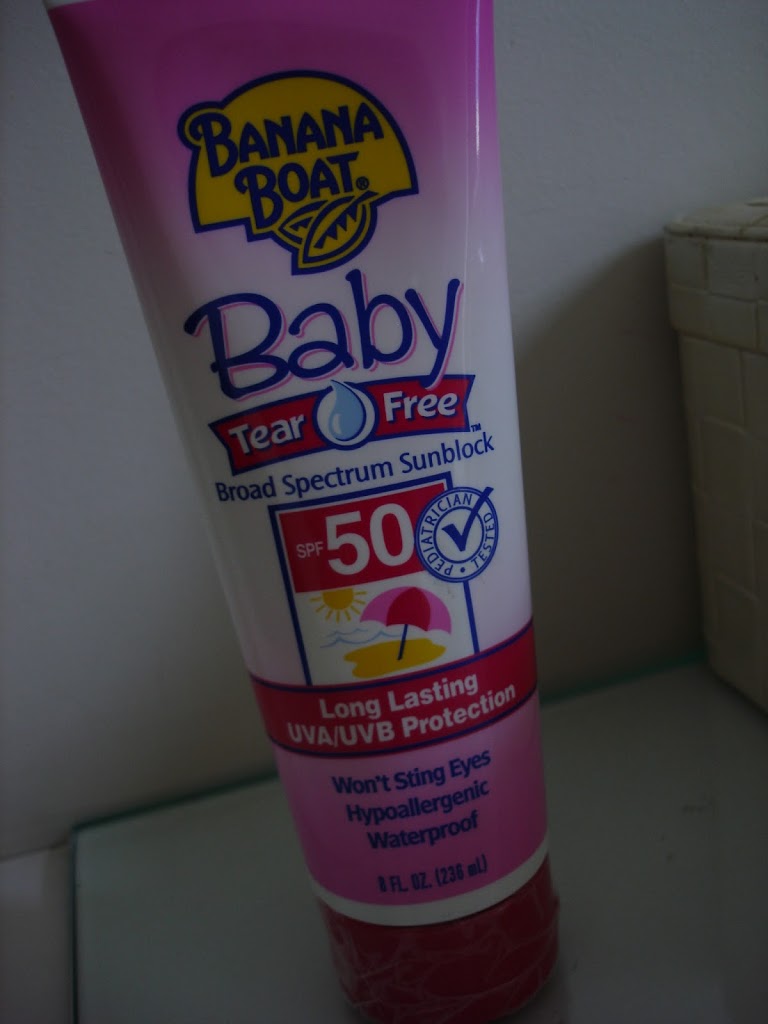 BANANA
BOAT®
Baby
Tear Free™
Broad Spectrum Sunblock
SPF 50
PEDIATRICIAN • TESTED
Long Lasting
UVA/UVB Protection
Won't Sting Eyes
Hypoallergenic
Waterproof
8 FL. OZ. (236 mL)